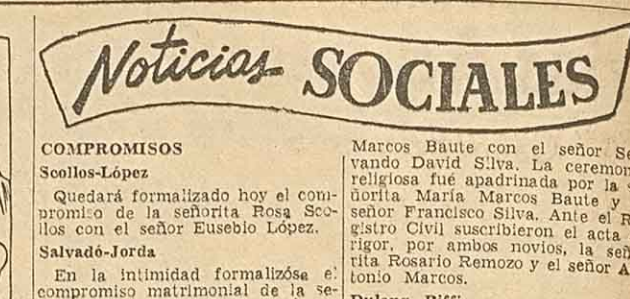 Noticias SOCIALES
COMPROMISOS
Scollos-López
Quedará formalizado hoy el com-
promiso de la señorita Rosa Sco-
llos con el señor Eusebio López.
Salvadó-Jorda
En la intimidad formalizóse el
compromiso matrimonial de la se-
Marcos Baute con el señor Se
vando David Silva. La ceremon
religiosa fué apadrinada por la
ñorita María Marcos Baute y
señor Francisco Silva. Ante el R
gistro Civil suscribieron el acta
rigor, por ambos novios, la señ
rita Rosario Remozo y el señor A
tonio Marcos.